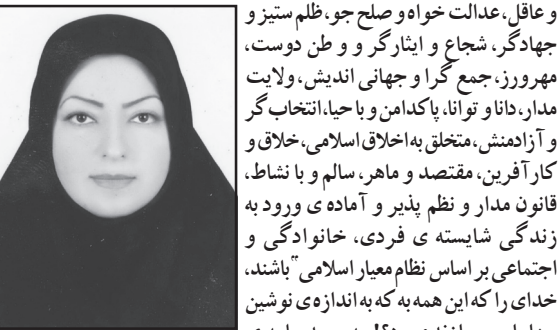 و عاقل، عدالت خواه و صلح جو، ظلم ستیز و
جهادگر، شجاع و ایثارگر و و طن دوست،
مهرورز، جمع گرا و جهانی اندیش، ولایت
مدار، دانا و توانا، پاکدامن و با حیا، انتخاب گر
و آزادمنش، متخلق به اخلاق اسلامی، خلاق و
کارآفرین، مقتصد و ماهر، سالم و با نشاط،
قانون مدار و نظم پذیر و آماده ی ورود به
زندگی شایسته ی فردی، خانوادگی و
اجتماعی بر اساس نظام معیار اسلامی" باشند،
خدای را که این همه به که به اندازه ی نوشین